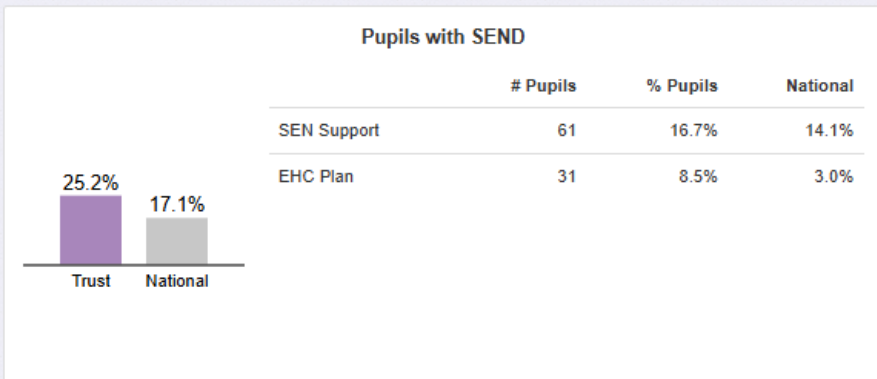 Pupils with SEND
# Pupils % Pupils National
SEN Support 61 16.7% 14.1%
EHC Plan 31 8.5% 3.0%
25.2%
17.1%
Trust National